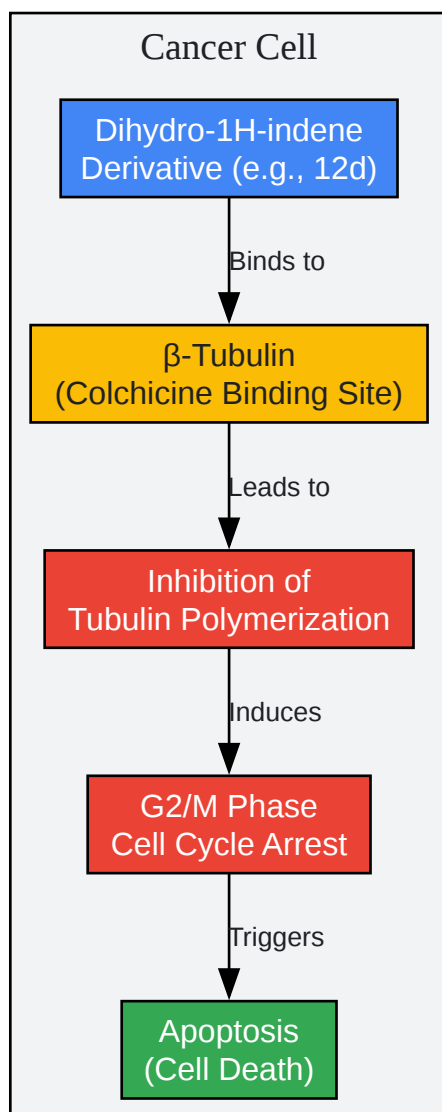 Cancer Cell
Dihydro-1H-indene
Derivative (e.g., 12d)
Binds to
β-Tubulin
(Colchicine Binding Site)
Leads to
Inhibition of
Tubulin Polymerization
Induces
G2/M Phase
Cell Cycle Arrest
Triggers
Apoptosis
(Cell Death)